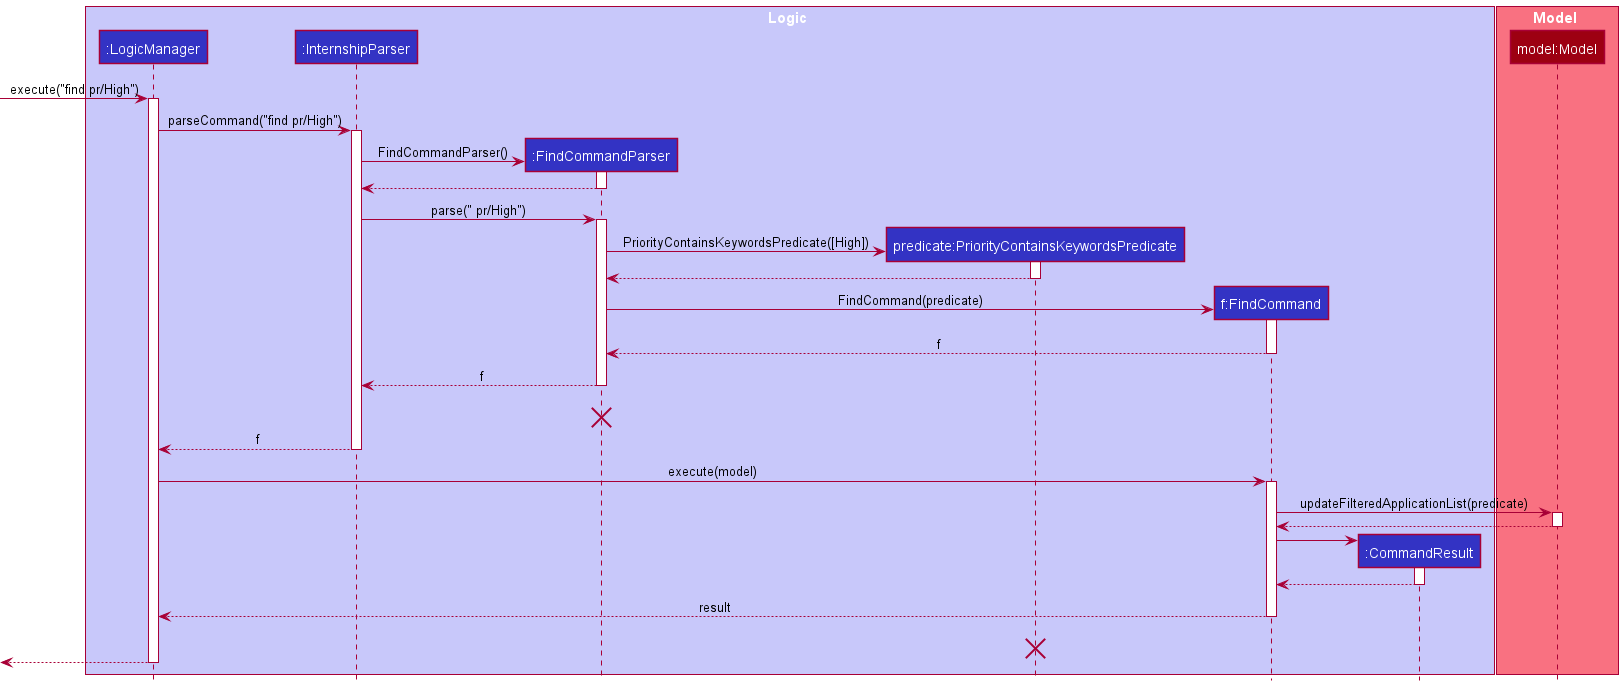 Logic
Model
:LogicManager
:InternshipParser
model:Model
execute("find pr/High")
parseCommand("find pr/High")
FindCommandParser()
:FindCommandParser
parse(" pr/High")
PriorityContainsKeywordsPredicate([High])
predicate:PriorityContainsKeywordsPredicate
FindCommand(predicate)
f:FindCommand
f
f
f
execute(model)
updateFilteredApplicationList(predicate)
:CommandResult
result